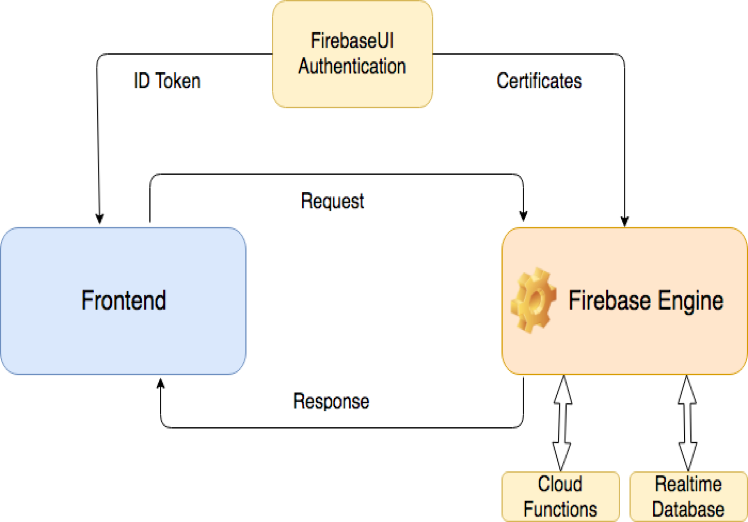 FirebaseUI
Authentication
ID Token
Certificates
Request
Frontend
Firebase Engine
Response
Cloud
Functions
Realtime
Database